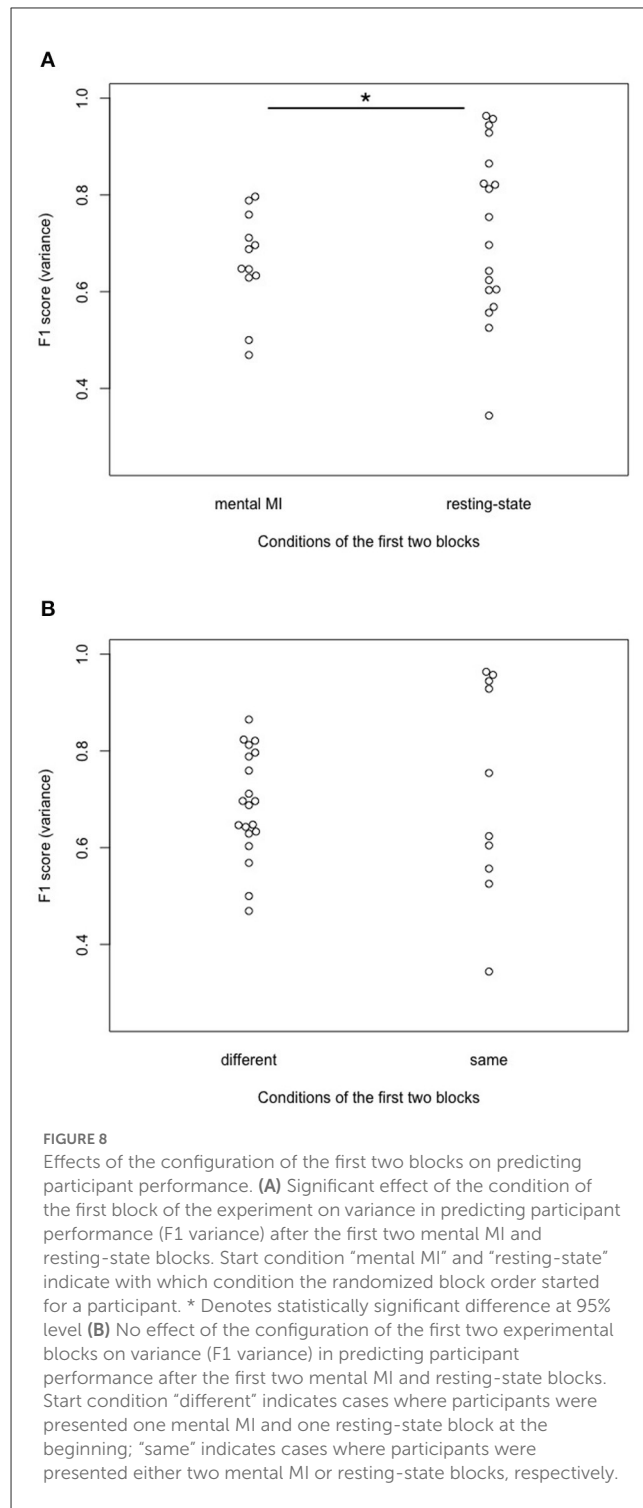 A
*
1.0
0.8
0.6
0.4
F1 score (variance)
mental MI resting-state
Conditions of the first two blocks
B
1.0
0.8
0.6
0.4
F1 score (variance)
different same
Conditions of the first two blocks
FIGURE 8
Effects of the configuration of the first two blocks on predicting
participant performance. (A) Significant effect of the condition of
the first block of the experiment on variance in predicting participant
performance (F1 variance) after the first two mental MI and
resting-state blocks. Start condition “mental MI” and “resting-state”
indicate with which condition the randomized block order started
for a participant. * Denotes statistically significant difference at 95%
level (B) No effect of the configuration of the first two experimental
blocks on variance (F1 variance) in predicting participant
performance after the first two mental MI and resting-state blocks.
Start condition “different” indicates cases where participants were
presented one mental MI and one resting-state block at the
beginning; “same” indicates cases where participants were
presented either two mental MI or resting-state blocks, respectively.